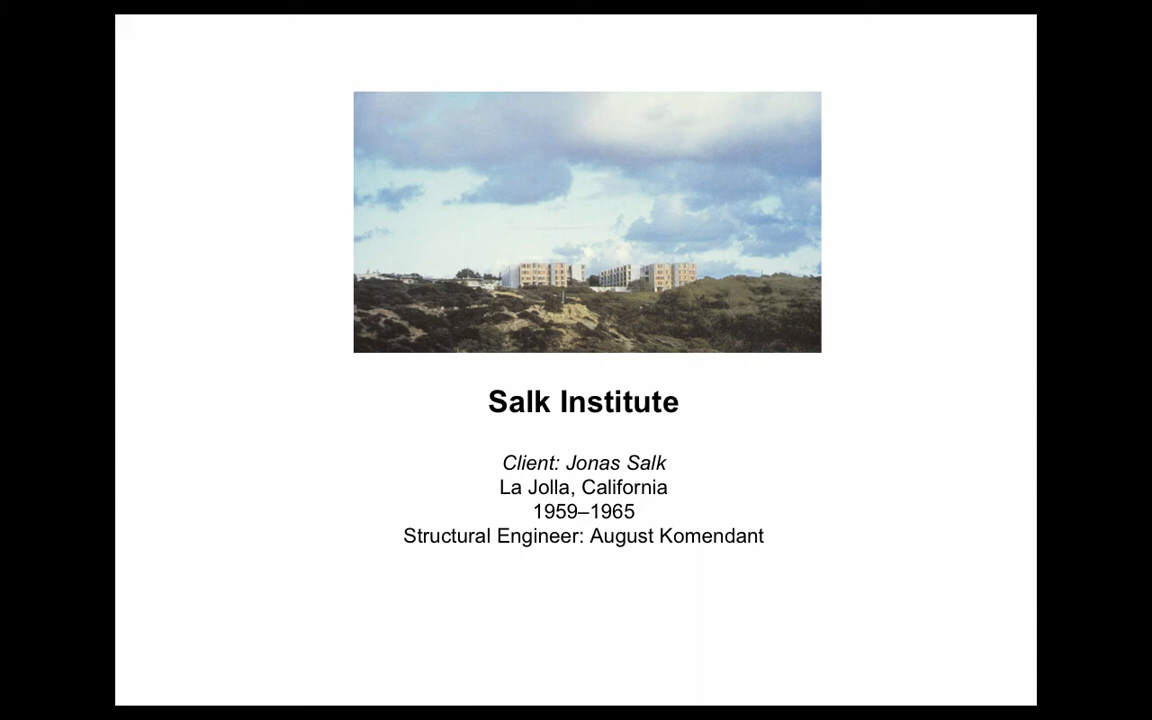 Salk Institute
Client: Jonas Salk
La Jolla, California
1959–1965
Structural Engineer: August Komendant